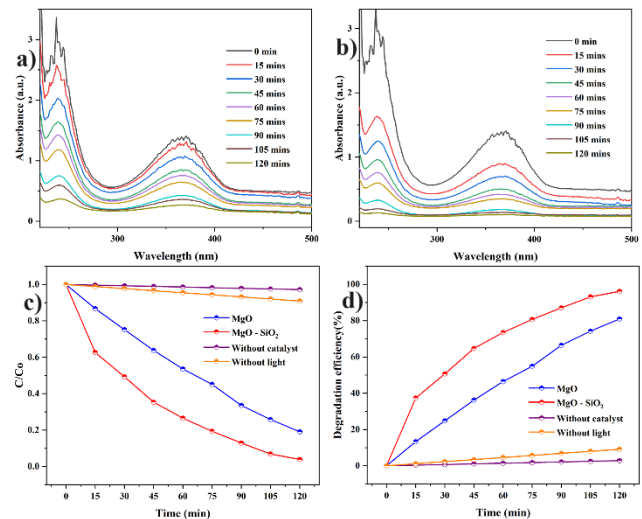 a)
3
2
1
0
Absorbance (a.u.)
0 min
15 mins
30 mins
45 mins
60 mins
75 mins
90 mins
105 mins
120 mins
300 400 500
Wavelength (nm)
b)
3
2
1
0
Absorbance (a.u.)
0 min
15 mins
30 mins
45 mins
60 mins
75 mins
90 mins
105 mins
120 mins
300 400 500
Wavelength (nm)
c)
1.0
0.8
0.6
0.4
0.2
0.0
C/Co
MgO
MgO - SiO₂
Without catalyst
Without light
0 15 30 45 60 75 90 105 120
Time (min)
d)
100
80
60
40
20
0
Degradation efficiency(%)
MgO
MgO - SiO₂
Without catalyst
Without light
0 15 30 45 60 75 90 105 120
Time (min)